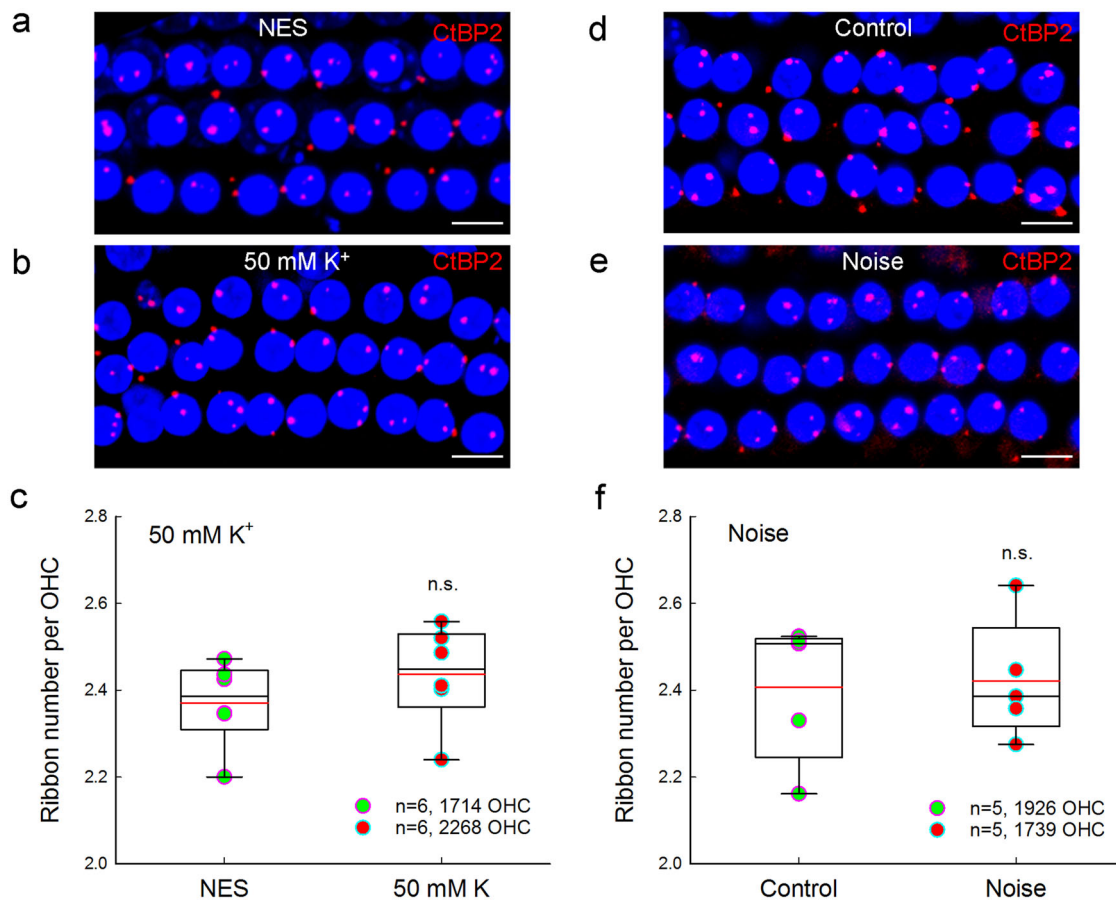 a
NES
CtBP2
b
50 mM K⁺
CtBP2
c
50 mM K⁺
n.s.
Ribbon number per OHC
2.8
2.6
2.4
2.2
2.0
n=6, 1714 OHC
n=6, 2268 OHC
NES
50 mM K
d
Control
CtBP2
e
Noise
CtBP2
f
Noise
n.s.
Ribbon number per OHC
2.8
2.6
2.4
2.2
2.0
n=5, 1926 OHC
n=5, 1739 OHC
Control
Noise